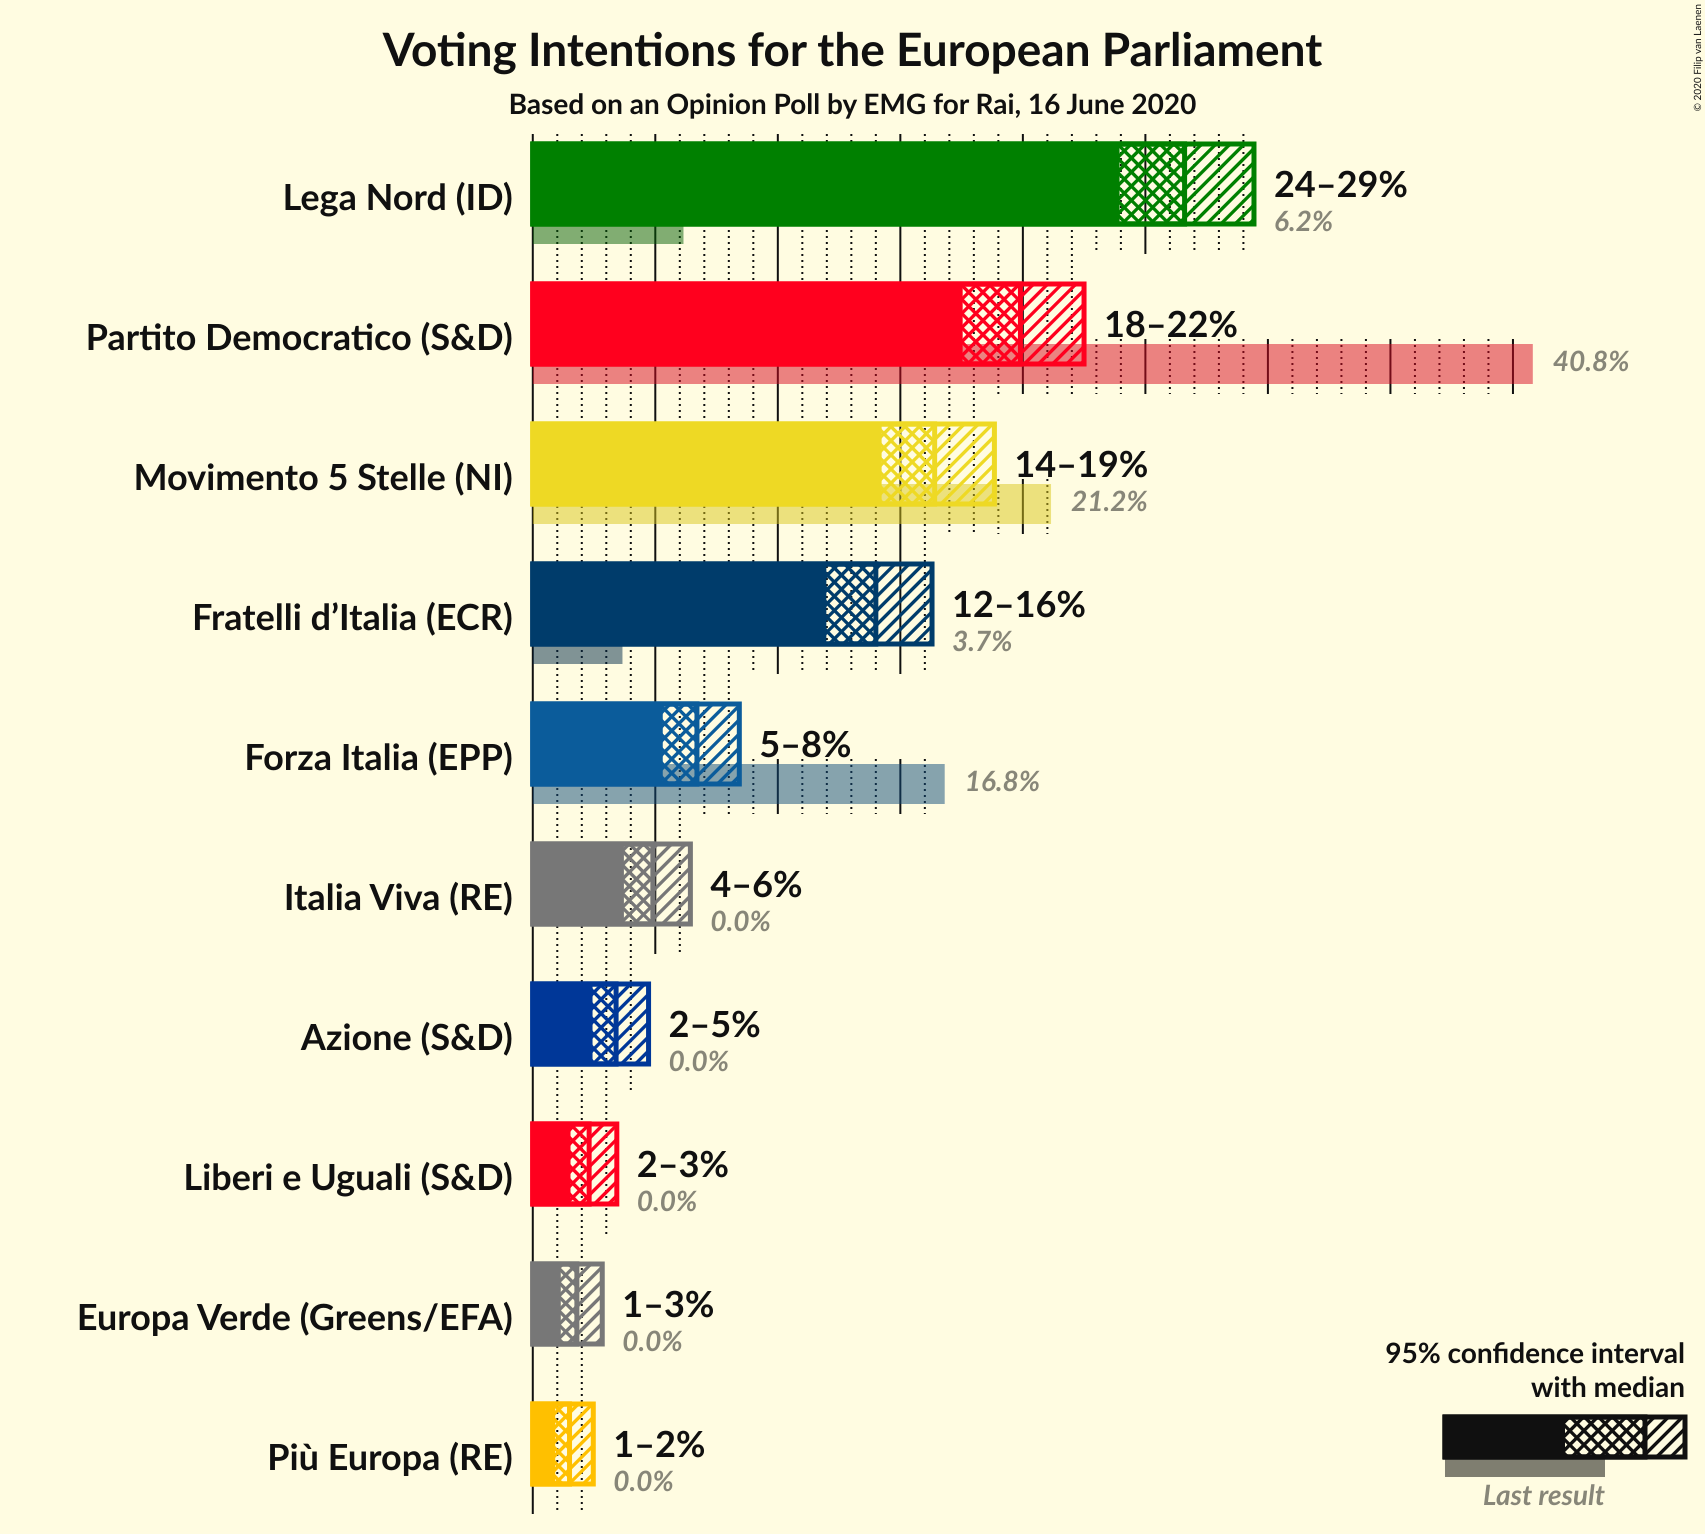 Voting Intentions for the European Parliament
Based on an Opinion Poll by EMG for Rai, 16 June 2020
© 2020 Filip van Laenen
Lega Nord (ID)
24–29%
6.2%
Partito Democratico (S&D)
18–22%
40.8%
Movimento 5 Stelle (NI)
14–19%
21.2%
Fratelli d’Italia (ECR)
12–16%
3.7%
Forza Italia (EPP)
5–8%
16.8%
Italia Viva (RE)
4–6%
0.0%
Azione (S&D)
2–5%
0.0%
Liberi e Uguali (S&D)
2–3%
0.0%
Europa Verde (Greens/EFA)
1–3%
0.0%
Più Europa (RE)
1–2%
0.0%
95% confidence interval
with median
Last result